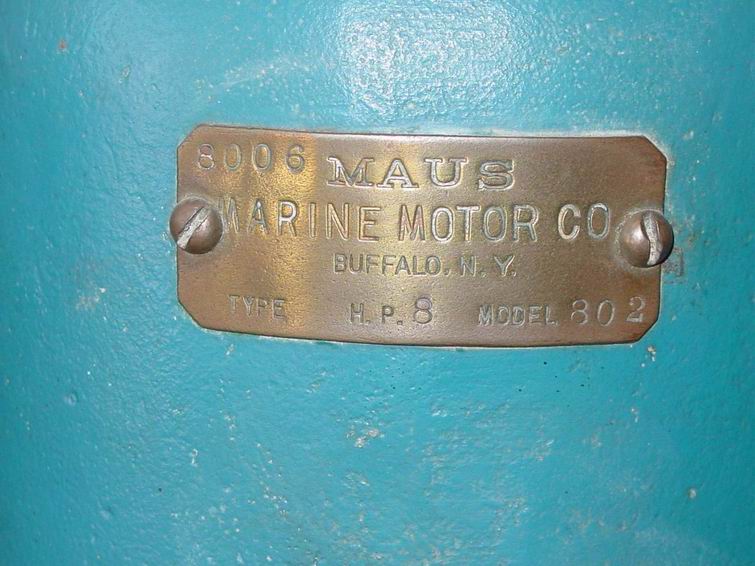 8006 MAUS
MARINE MOTOR CO.
BUFFALO, N. Y.
TYPE H. P. 8 MODEL 802